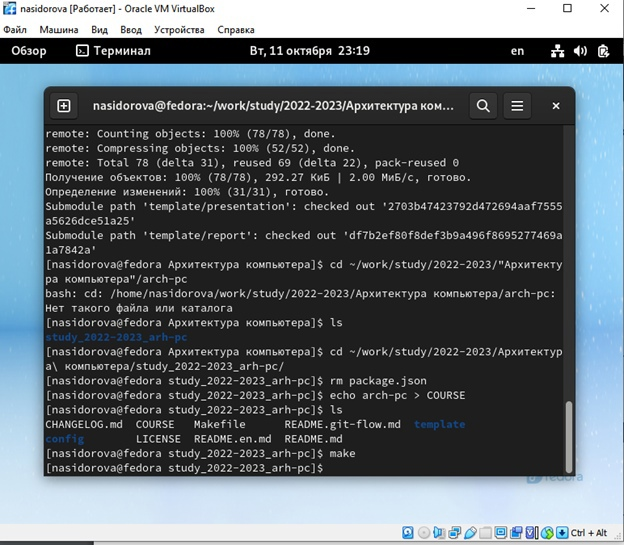 nasidorova [Работает] - Oracle VM VirtualBox
Файл Машина Вид Ввод Устройства Справка
Обзор Терминал Вт, 11 октября 23:19 en
nasidorova@fedora:~/work/study/2022-2023/Архитектура ком...
remote: Counting objects: 100% (78/78), done.
remote: Compressing objects: 100% (52/52), done.
remote: Total 78 (delta 31), reused 69 (delta 22), pack-reused 0
Получение объектов: 100% (78/78), 292.27 КиБ | 2.00 МиБ/с, готово.
Определение изменений: 100% (31/31), готово.
Submodule path 'template/presentation': checked out '2703b47423792d472694aaf7555
a5626dce51a25'
Submodule path 'template/report': checked out 'df7b2ef80f8def3b9a496f8695277469a
1a7842a'
[nasidorova@fedora Архитектура компьютера]$ cd ~/work/study/2022-2023/"Архитекту
ра компьютера"/arch-pc
bash: cd: /home/nasidorova/work/study/2022-2023/Архитектура компьютера/arch-pc:
Нет такого файла или каталога
[nasidorova@fedora Архитектура компьютера]$ ls
study_2022-2023_arh-pc
[nasidorova@fedora Архитектура компьютера]$ cd ~/work/study/2022-2023/Архитектур
а\ компьютера/study_2022-2023_arh-pc/
[nasidorova@fedora study_2022-2023_arh-pc]$ rm package.json
[nasidorova@fedora study_2022-2023_arh-pc]$ echo arch-pc > COURSE
[nasidorova@fedora study_2022-2023_arh-pc]$ ls
CHANGELOG.md COURSE Makefile README.git-flow.md template
config LICENSE README.en.md README.md
[nasidorova@fedora study_2022-2023_arh-pc]$ make
[nasidorova@fedora study_2022-2023_arh-pc]$
fedora
Ctrl + Alt